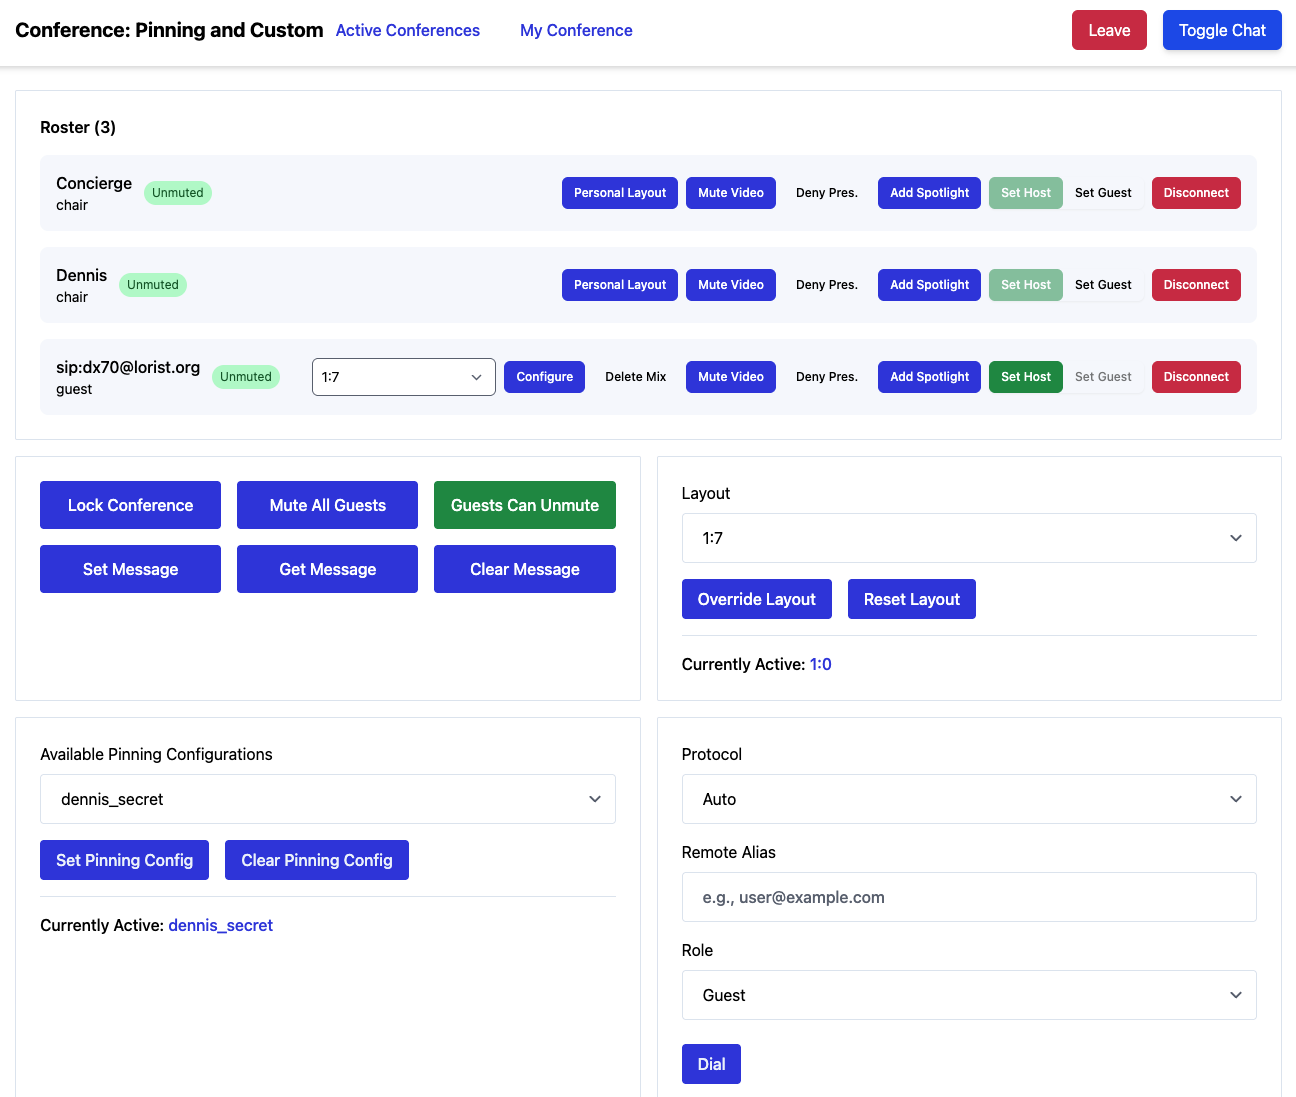 Conference: Pinning and Custom Active Conferences My Conference Leave Toggle Chat
Roster (3)
Concierge Unmuted Personal Layout Mute Video Deny Pres. Add Spotlight Set Host Set Guest Disconnect
chair
Dennis Unmuted Personal Layout Mute Video Deny Pres. Add Spotlight Set Host Set Guest Disconnect
chair
sip:dx70@lorist.org Unmuted 1:7 Configure Delete Mix Mute Video Deny Pres. Add Spotlight Set Host Set Guest Disconnect
guest
Lock Conference Mute All Guests Guests Can Unmute
Set Message Get Message Clear Message
Layout
1:7
Override Layout Reset Layout
Currently Active: 1:0
Available Pinning Configurations
dennis_secret
Set Pinning Config Clear Pinning Config
Currently Active: dennis_secret
Protocol
Auto
Remote Alias
e.g., user@example.com
Role
Guest
Dial